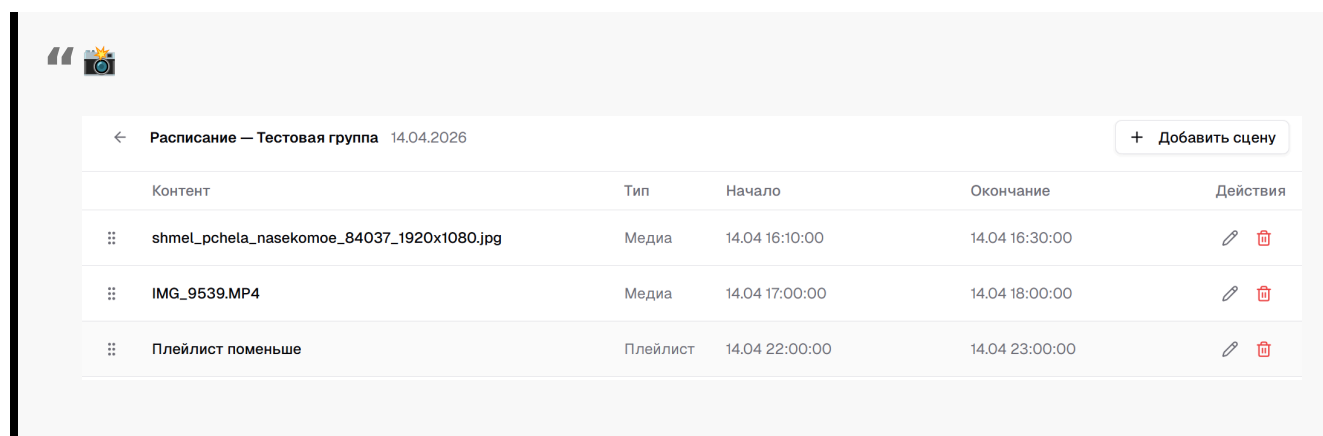 “
Расписание — Тестовая группа 14.04.2026 + Добавить сцену
Контент Тип Начало Окончание Действия
shmel_pchela_nasekomoe_84037_1920x1080.jpg Медиа 14.04 16:10:00 14.04 16:30:00
IMG_9539.MP4 Медиа 14.04 17:00:00 14.04 18:00:00
Плейлист поменьше Плейлист 14.04 22:00:00 14.04 23:00:00